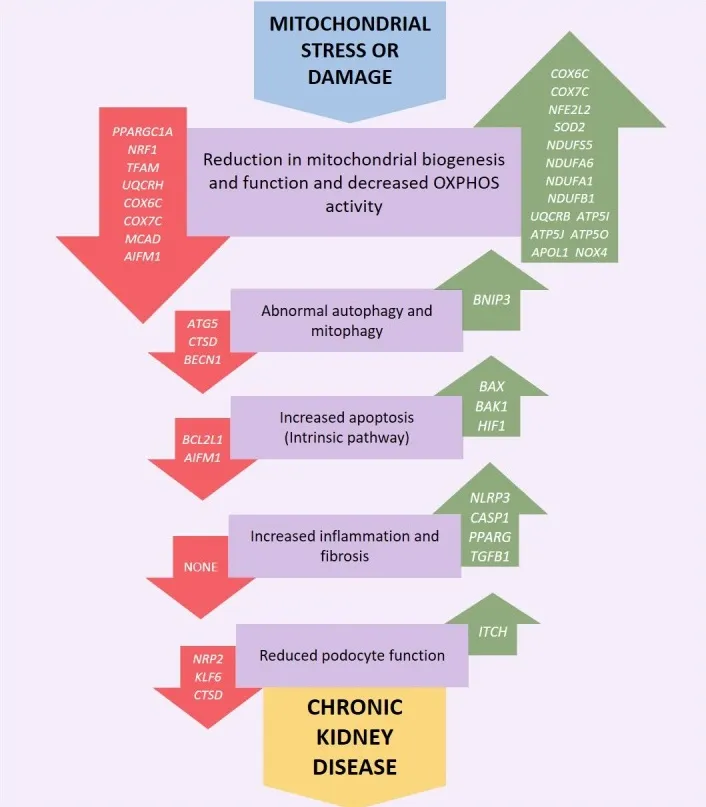 MITOCHONDRIAL
STRESS OR
DAMAGE
PPARGC1A
NRF1
TFAM
UQCRH
COX6C
COX7C
MCAD
AIFM1
Reduction in mitochondrial biogenesis
and function and decreased OXPHOS
activity
COX6C
COX7C
NFE2L2
SOD2
NDUFS5
NDUFA6
NDUFA1
NDUFB1
UQCRB ATP5I
ATP5J ATP5O
APOL1 NOX4
ATG5
CTSD
BECN1
Abnormal autophagy and
mitophagy
BNIP3
BCL2L1
AIFM1
Increased apoptosis
(Intrinsic pathway)
BAX
BAK1
HIF1
NONE
Increased inflammation and
fibrosis
NLRP3
CASP1
PPARG
TGFB1
NRP2
KLF6
CTSD
Reduced podocyte function
ITCH
CHRONIC
KIDNEY
DISEASE